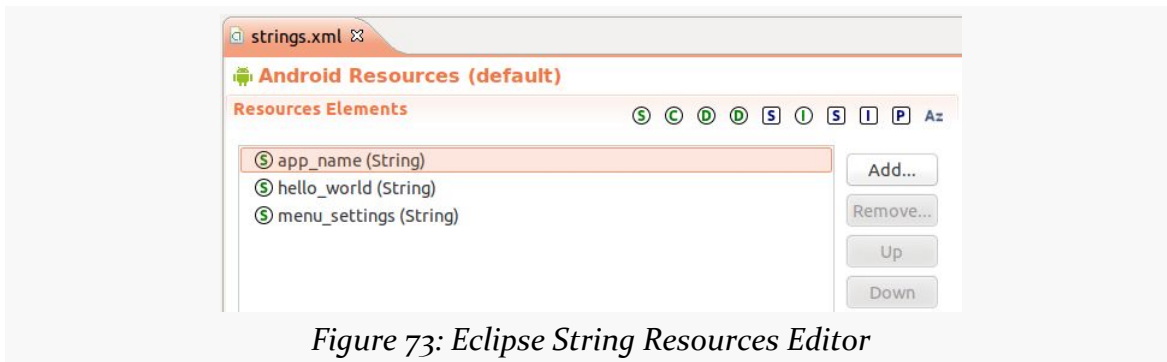 strings.xml
Android Resources (default)
Resources Elements
S C D D S I S I P Az
S app_name (String)
S hello_world (String)
S menu_settings (String)
Add...
Remove...
Up
Down
Figure 73: Eclipse String Resources Editor